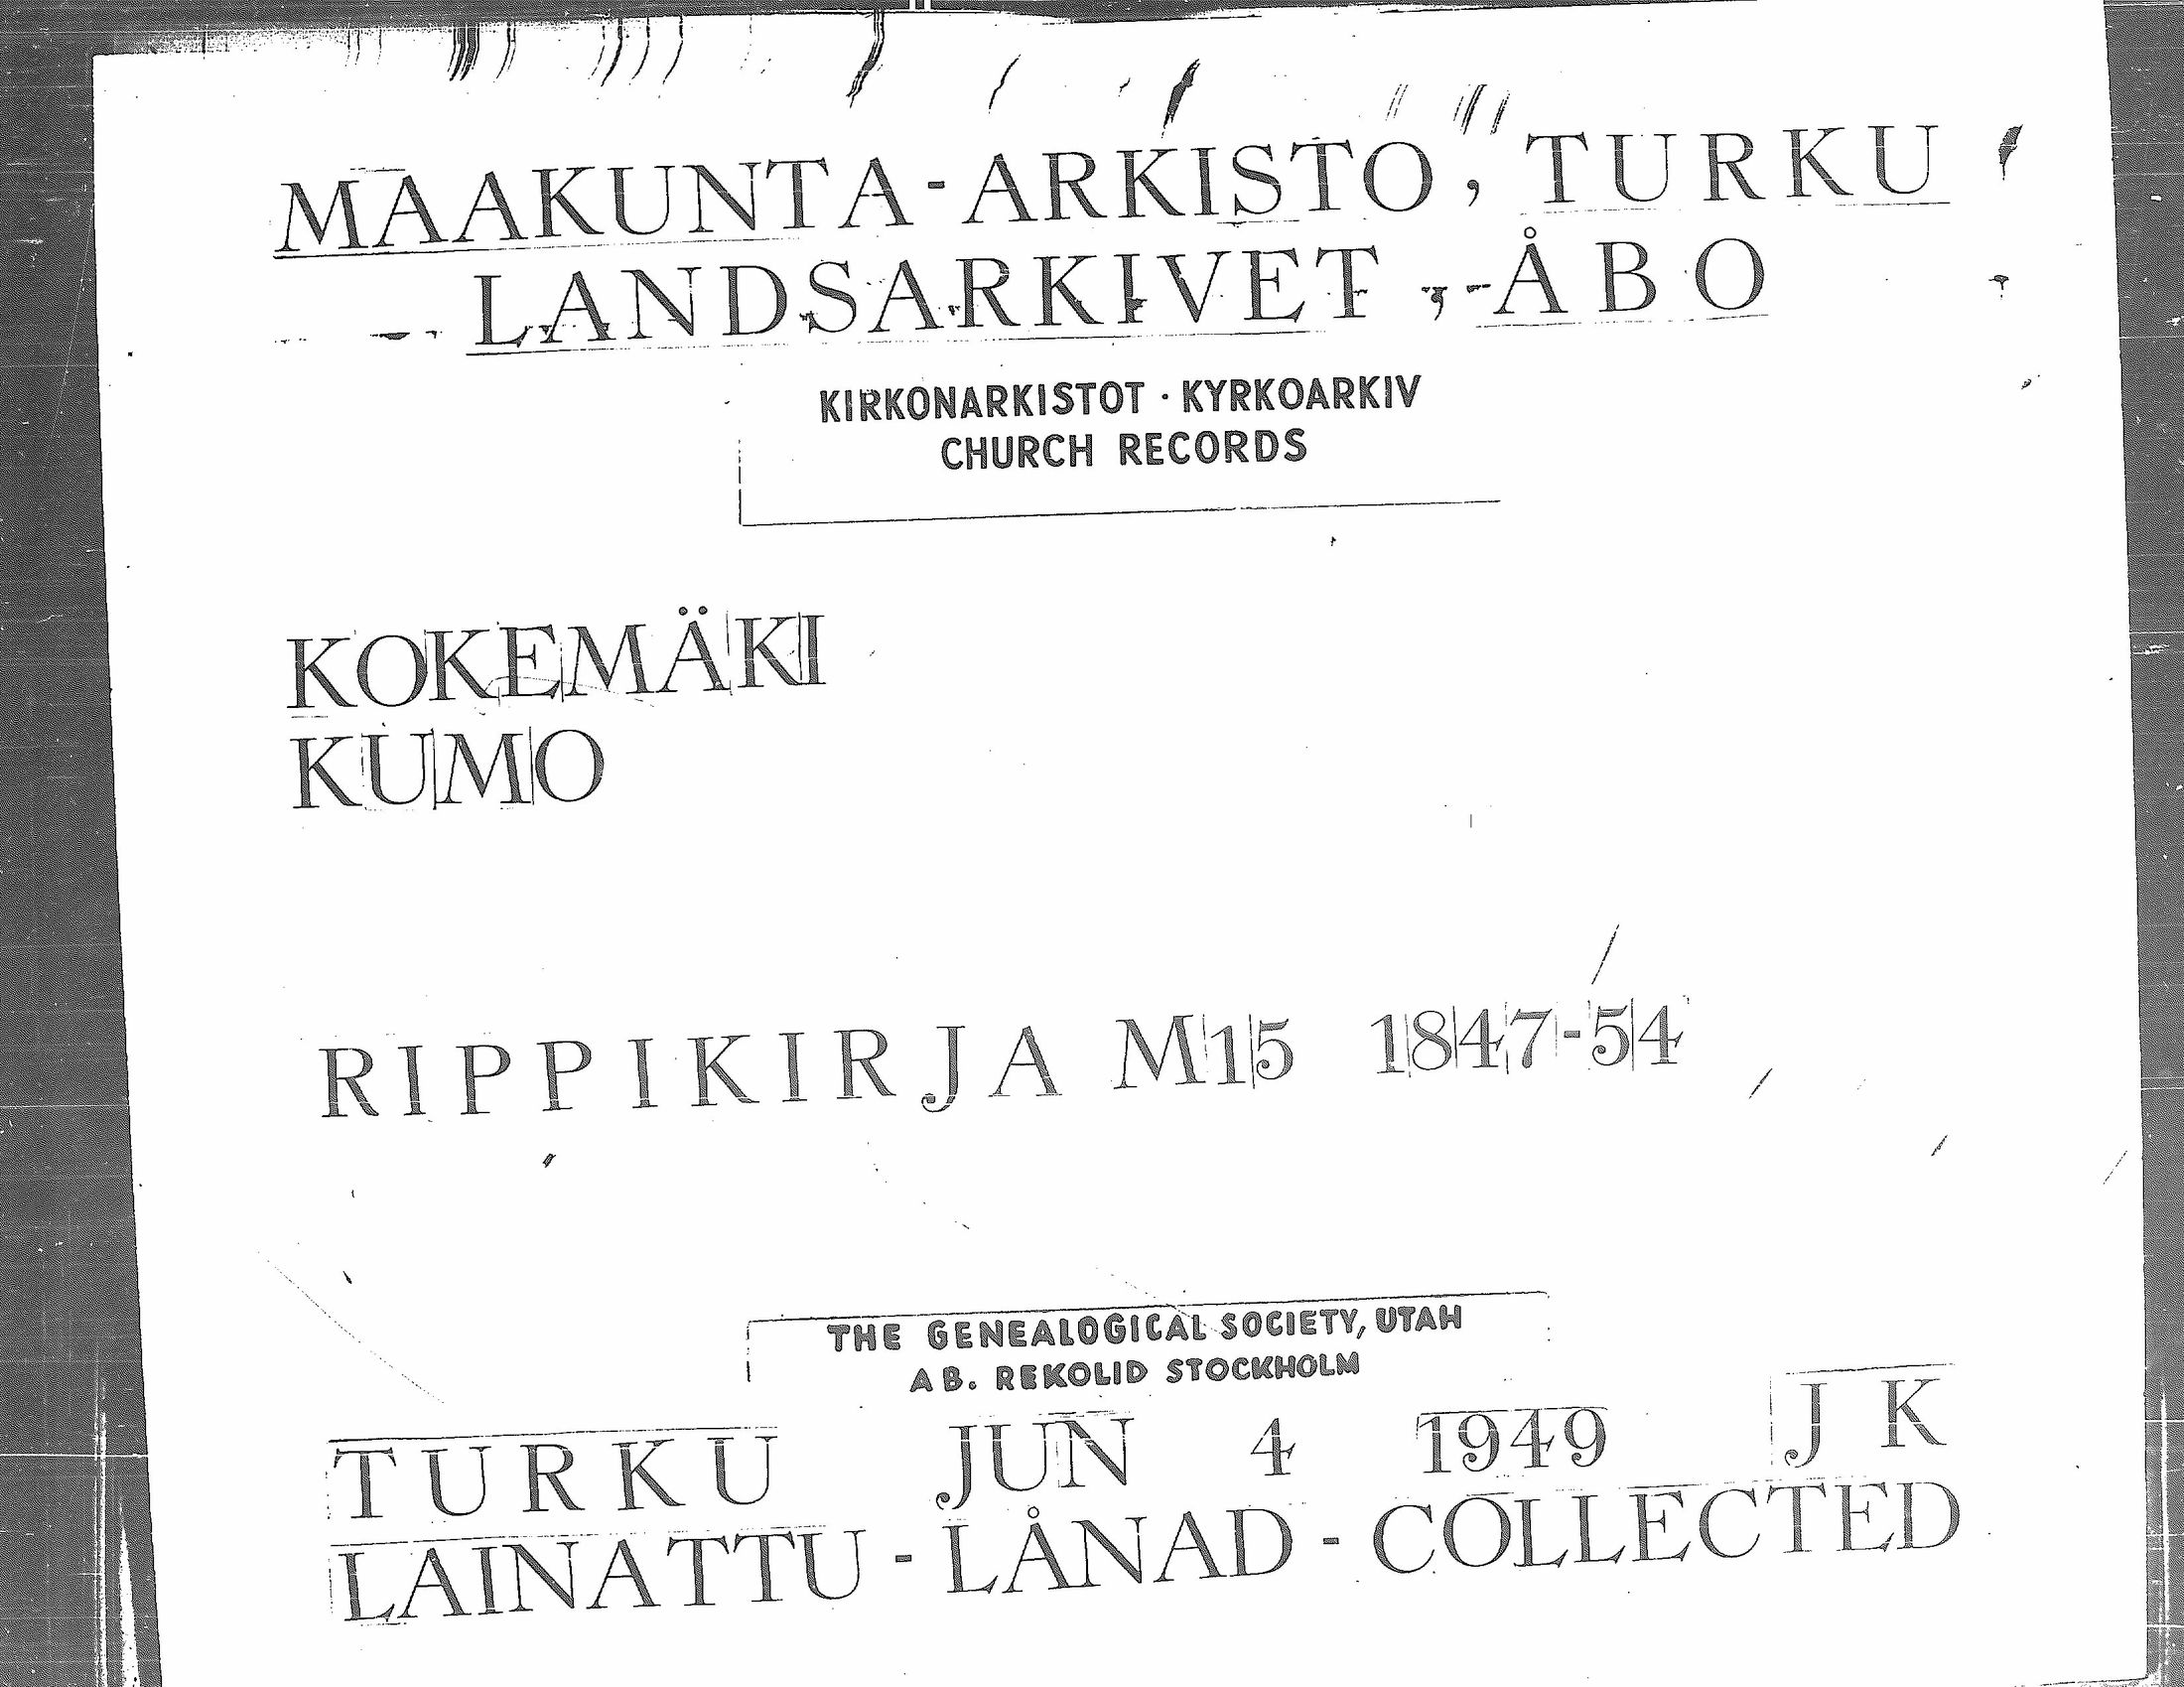 MAAKUNTA-ARKISTO, TURKU
LANDSARKIVET, ÅBO
KIRKONARKISTOT · KYRKOARKIV
CHURCH RECORDS
KOKEMÄKI
KUMO
RIPPIKIRJA M15 1847-54
THE GENEALOGICAL SOCIETY, UTAH
AB. REKOLID STOCKHOLM
TURKU JUN 4 1949 J K
LAINATTU - LÅNAD - COLLECTED